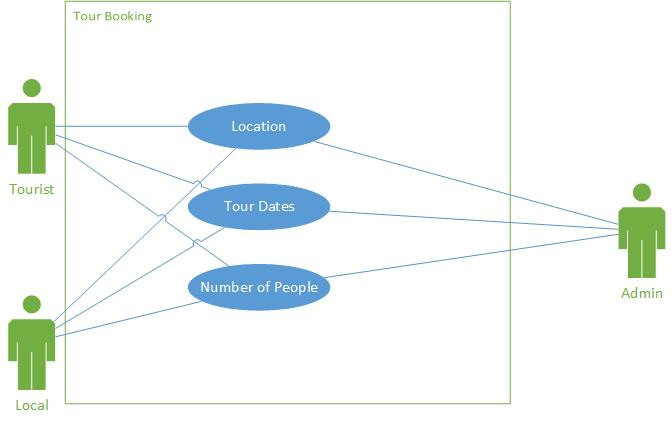 Tour Booking
Location
Tourist
Tour Dates
Number of People
Admin
Local